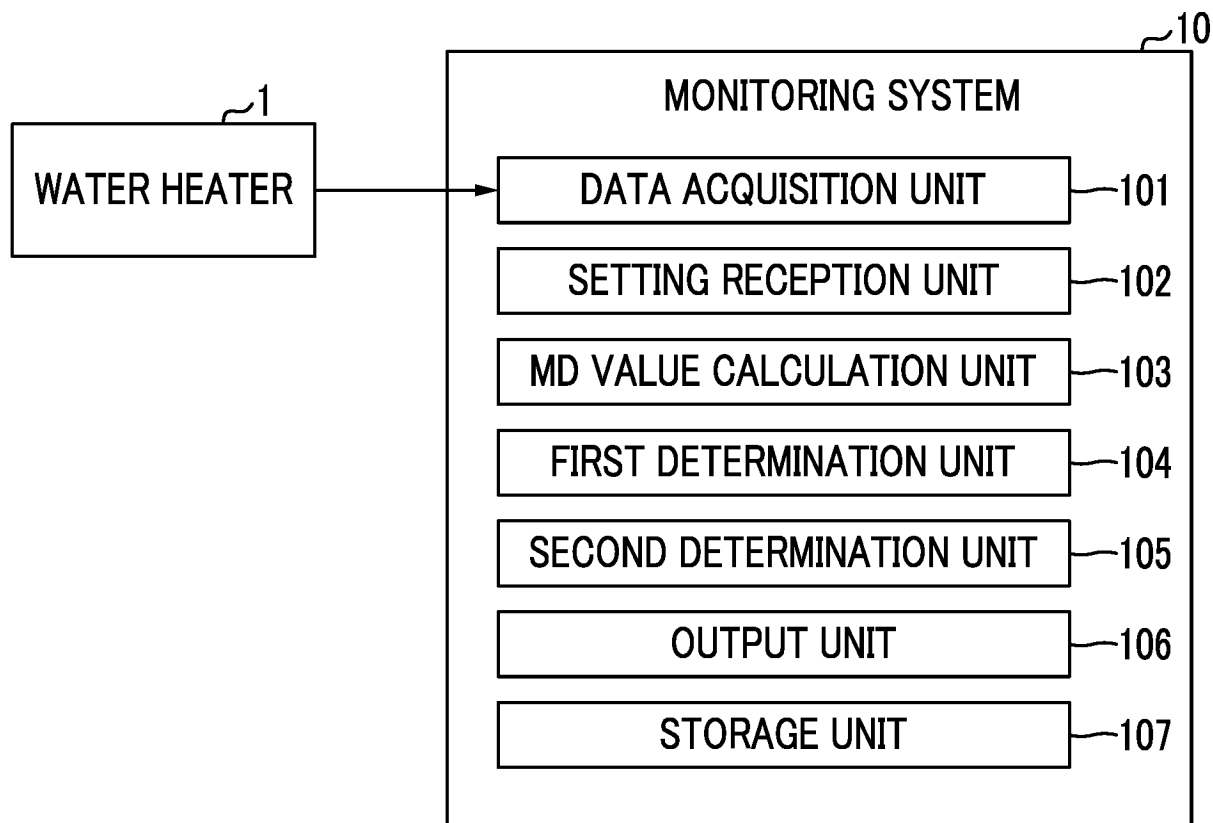 10
MONITORING SYSTEM
1
WATER HEATER
DATA ACQUISITION UNIT 101
SETTING RECEPTION UNIT 102
MD VALUE CALCULATION UNIT 103
FIRST DETERMINATION UNIT 104
SECOND DETERMINATION UNIT 105
OUTPUT UNIT 106
STORAGE UNIT 107